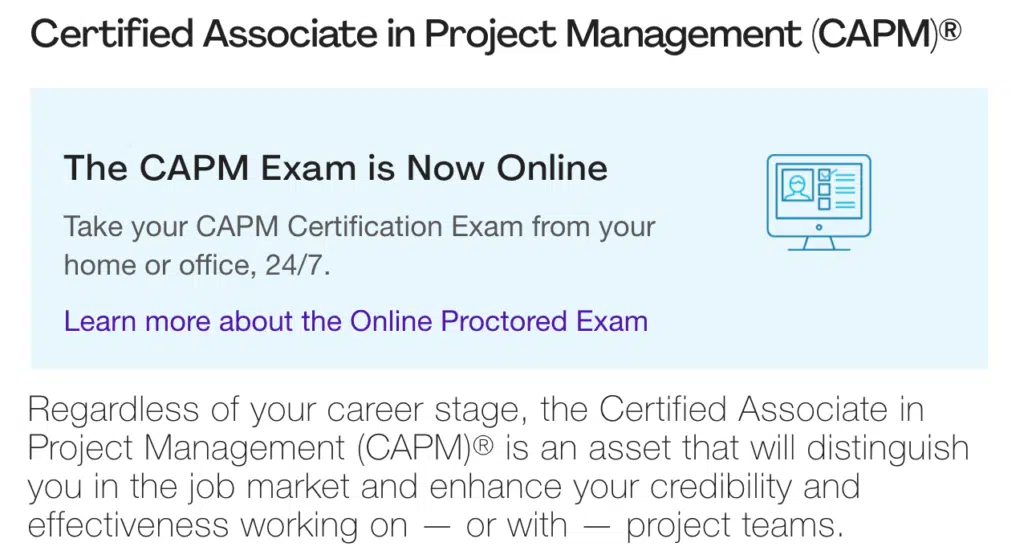 Certified Associate in Project Management (CAPM)®
The CAPM Exam is Now Online
Take your CAPM Certification Exam from your
home or office, 24/7.
Learn more about the Online Proctored Exam
Regardless of your career stage, the Certified Associate in
Project Management (CAPM)® is an asset that will distinguish
you in the job market and enhance your credibility and
effectiveness working on — or with — project teams.